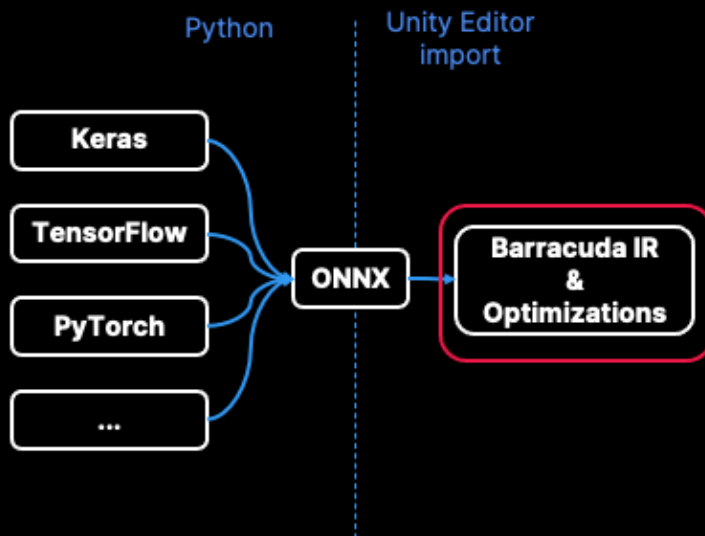 Python
Unity Editor
import
Keras
TensorFlow
PyTorch
...
ONNX
Barracuda IR
&
Optimizations